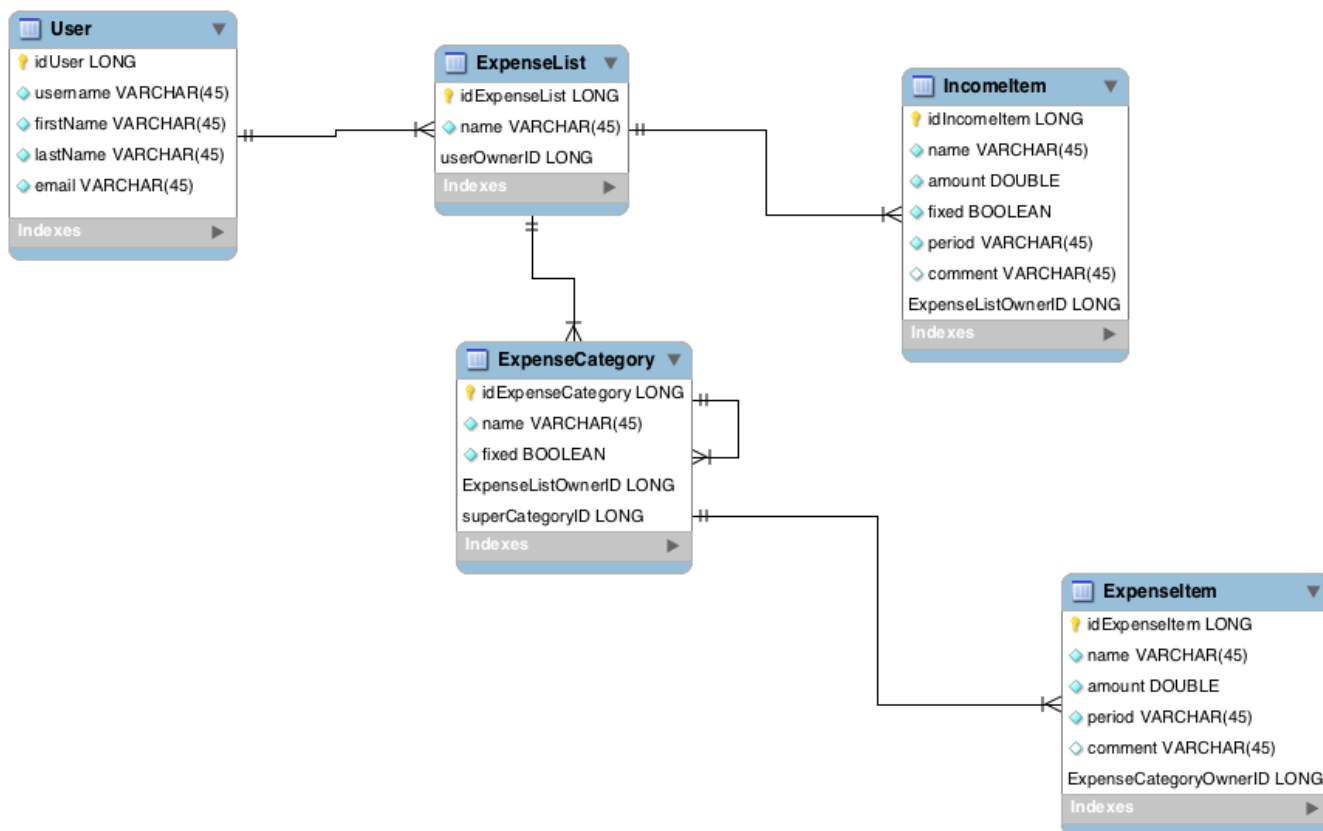 User
idUser LONG
username VARCHAR(45)
firstName VARCHAR(45)
lastName VARCHAR(45)
email VARCHAR(45)
Indexes
ExpenseList
idExpenseList LONG
name VARCHAR(45)
userOwnerID LONG
Indexes
IncomeItem
idIncomeItem LONG
name VARCHAR(45)
amount DOUBLE
fixed BOOLEAN
period VARCHAR(45)
comment VARCHAR(45)
ExpenseListOwnerID LONG
Indexes
ExpenseCategory
idExpenseCategory LONG
name VARCHAR(45)
fixed BOOLEAN
ExpenseListOwnerID LONG
superCategoryID LONG
Indexes
ExpenseItem
idExpenseItem LONG
name VARCHAR(45)
amount DOUBLE
period VARCHAR(45)
comment VARCHAR(45)
ExpenseCategoryOwnerID LONG
Indexes